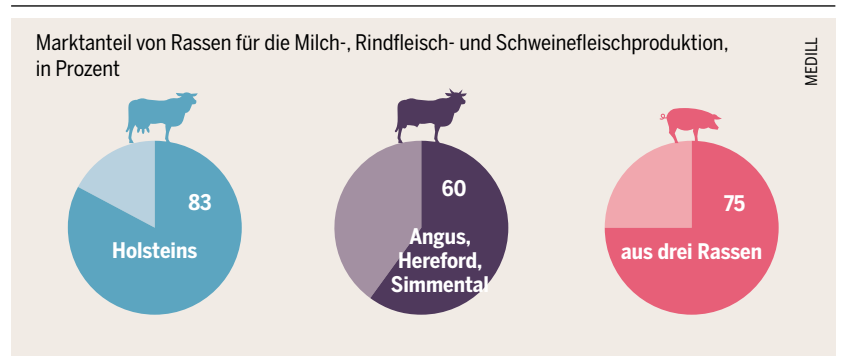 Marktanteil von Rassen für die Milch-, Rindfleisch- und Schweinefleischproduktion,
in Prozent
MEDILL
83
Holsteins
60
Angus,
Hereford,
Simmental
75
aus drei Rassen